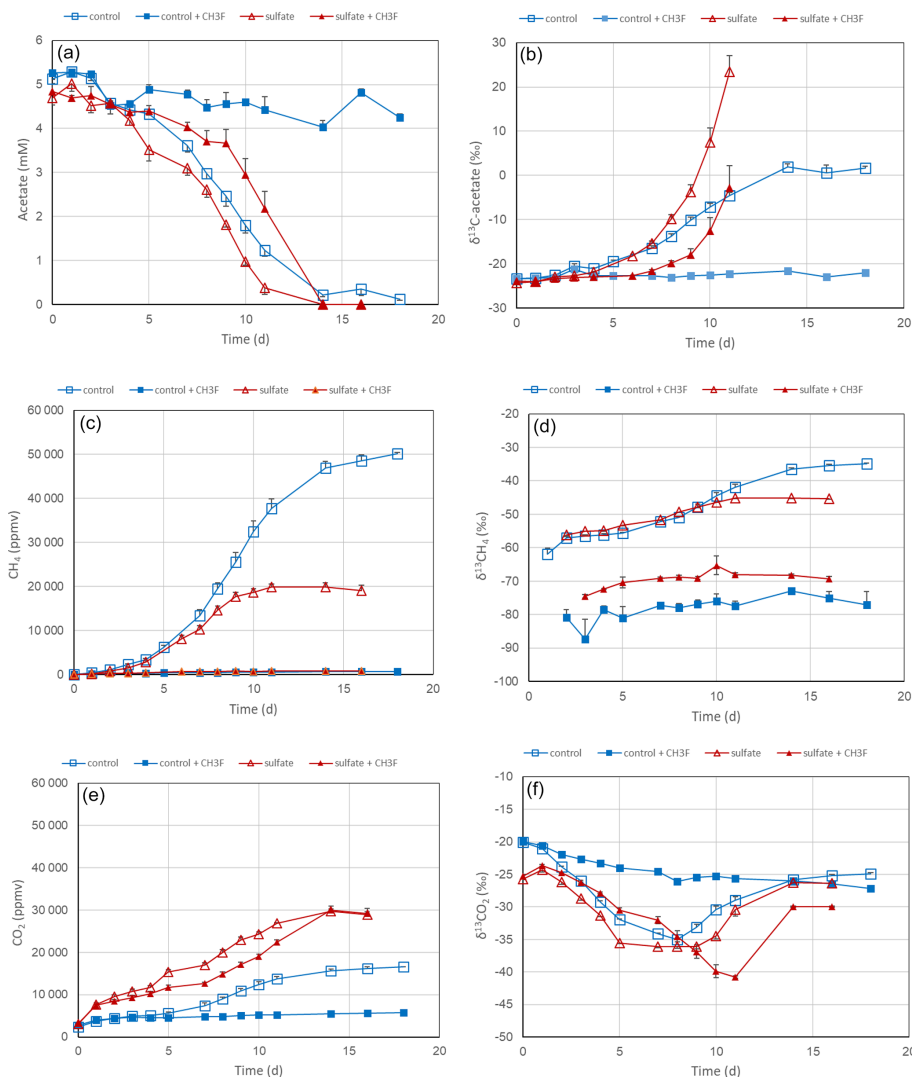 control control + CH3F sulfate sulfate + CH3F
(a)
Acetate (mM)
6
5
4
3
2
1
0
0 5 10 15 20
Time (d)
control control + CH3F sulfate sulfate + CH3F
(b)
δ13C-acetate (‰)
30
20
10
0
-10
-20
-30
0 5 10 15 20
Time (d)
control control + CH3F sulfate sulfate + CH3F
(c)
CH4 (ppmv)
60 000
50 000
40 000
30 000
20 000
10 000
0
0 5 10 15 20
Time (d)
control control + CH3F sulfate sulfate + CH3F
(d)
δ13CH4 (‰)
-20
-30
-40
-50
-60
-70
-80
-90
-100
0 5 10 15 20
Time (d)
control control + CH3F sulfate sulfate + CH3F
(e)
CO2 (ppmv)
60 000
50 000
40 000
30 000
20 000
10 000
0
0 5 10 15 20
Time (d)
control control + CH3F sulfate sulfate + CH3F
(f)
δ13CO2 (‰)
-10
-15
-20
-25
-30
-35
-40
-45
-50
0 5 10 15 20
Time (d)